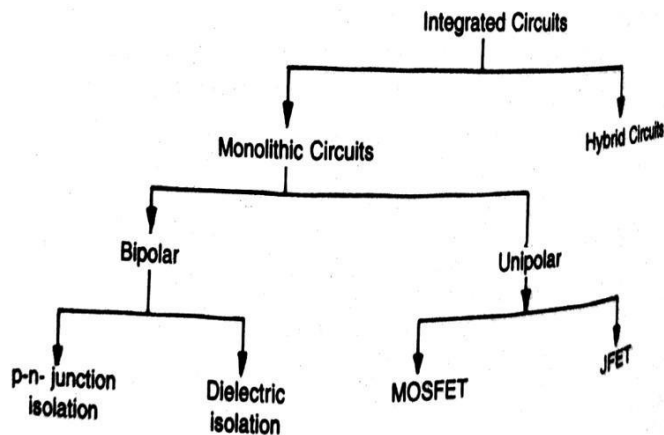 Integrated Circuits
Monolithic Circuits
Hybrid Circuits
Bipolar
Unipolar
p-n- junction
isolation
Dielectric
isolation
MOSFET
JFET